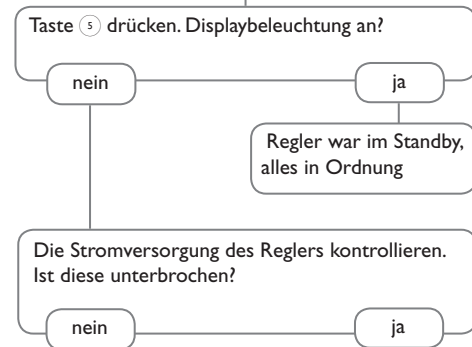 Taste 5 drücken. Displaybeleuchtung an?
nein
ja
Regler war im Standby,
alles in Ordnung
Die Stromversorgung des Reglers kontrollieren.
Ist diese unterbrochen?
nein
ja